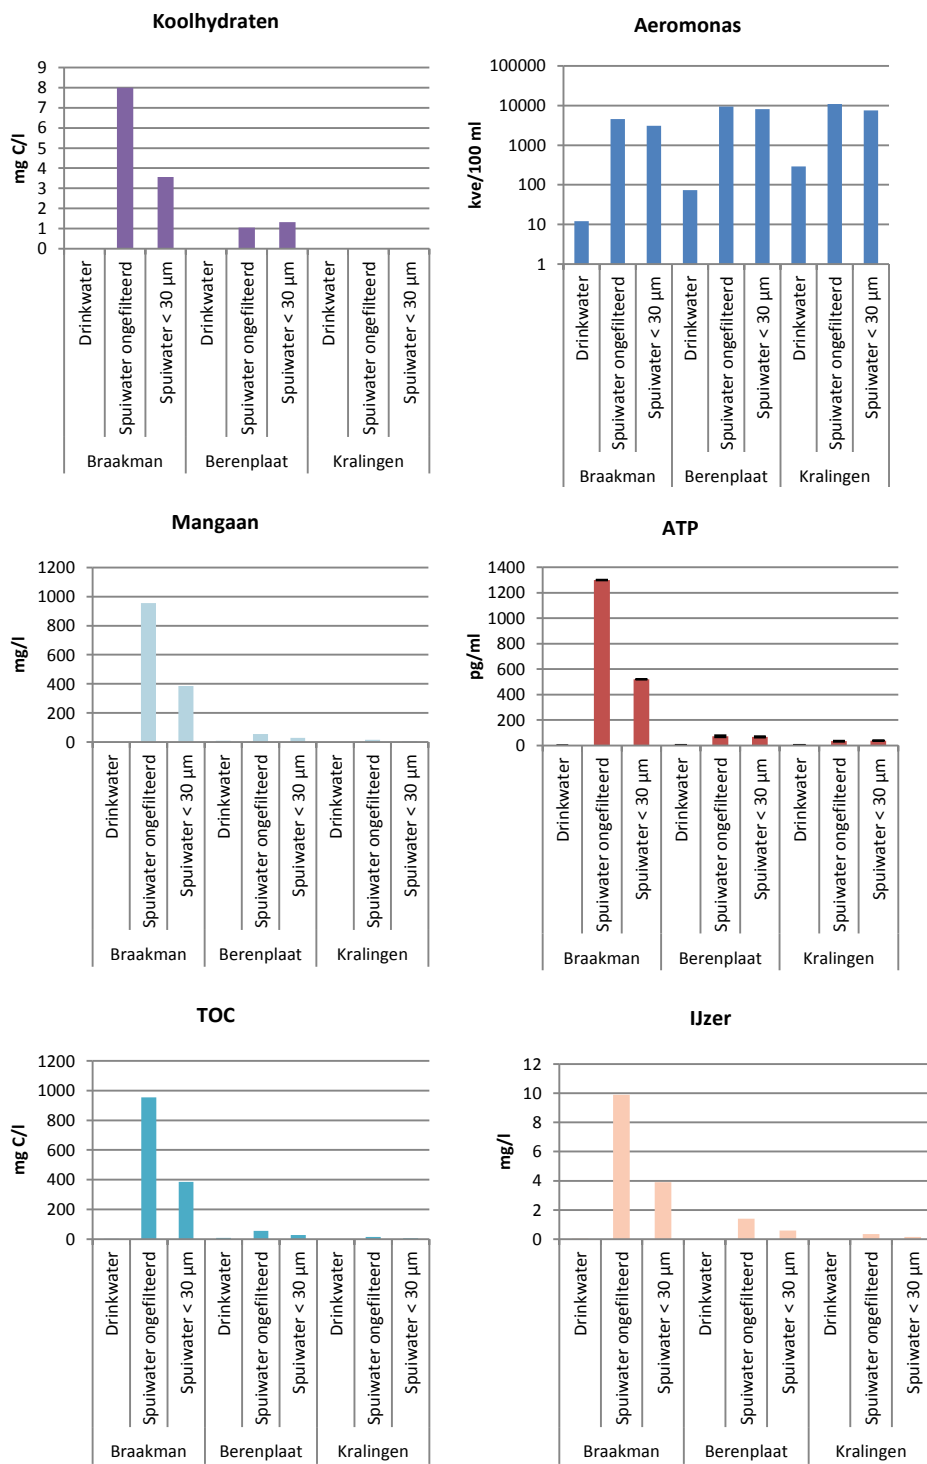 Koolhydraten
9
8
7
6
5
4
3
2
1
0
mg C/l
Drinkwater
Spuiwater ongefilteerd
Spuiwater < 30 µm
Drinkwater
Spuiwater ongefilteerd
Spuiwater < 30 µm
Drinkwater
Spuiwater ongefilteerd
Spuiwater < 30 µm
Braakman
Berenplaat
Kralingen
Aeromonas
100000
10000
1000
100
10
1
kve/100 ml
Drinkwater
Spuiwater ongefilteerd
Spuiwater < 30 µm
Drinkwater
Spuiwater ongefilteerd
Spuiwater < 30 µm
Drinkwater
Spuiwater ongefilteerd
Spuiwater < 30 µm
Braakman
Berenplaat
Kralingen
Mangaan
1200
1000
800
600
400
200
0
mg/l
Drinkwater
Spuiwater ongefilteerd
Spuiwater < 30 µm
Drinkwater
Spuiwater ongefilteerd
Spuiwater < 30 µm
Drinkwater
Spuiwater ongefilteerd
Spuiwater < 30 µm
Braakman
Berenplaat
Kralingen
ATP
1400
1200
1000
800
600
400
200
0
pg/ml
Drinkwater
Spuiwater ongefilteerd
Spuiwater < 30 µm
Drinkwater
Spuiwater ongefilteerd
Spuiwater < 30 µm
Drinkwater
Spuiwater ongefilteerd
Spuiwater < 30 µm
Braakman
Berenplaat
Kralingen
TOC
1200
1000
800
600
400
200
0
mg C/l
Drinkwater
Spuiwater ongefilteerd
Spuiwater < 30 µm
Drinkwater
Spuiwater ongefilteerd
Spuiwater < 30 µm
Drinkwater
Spuiwater ongefilteerd
Spuiwater < 30 µm
Braakman
Berenplaat
Kralingen
IJzer
12
10
8
6
4
2
0
mg/l
Drinkwater
Spuiwater ongefilteerd
Spuiwater < 30 µm
Drinkwater
Spuiwater ongefilteerd
Spuiwater < 30 µm
Drinkwater
Spuiwater ongefilteerd
Spuiwater < 30 µm
Braakman
Berenplaat
Kralingen